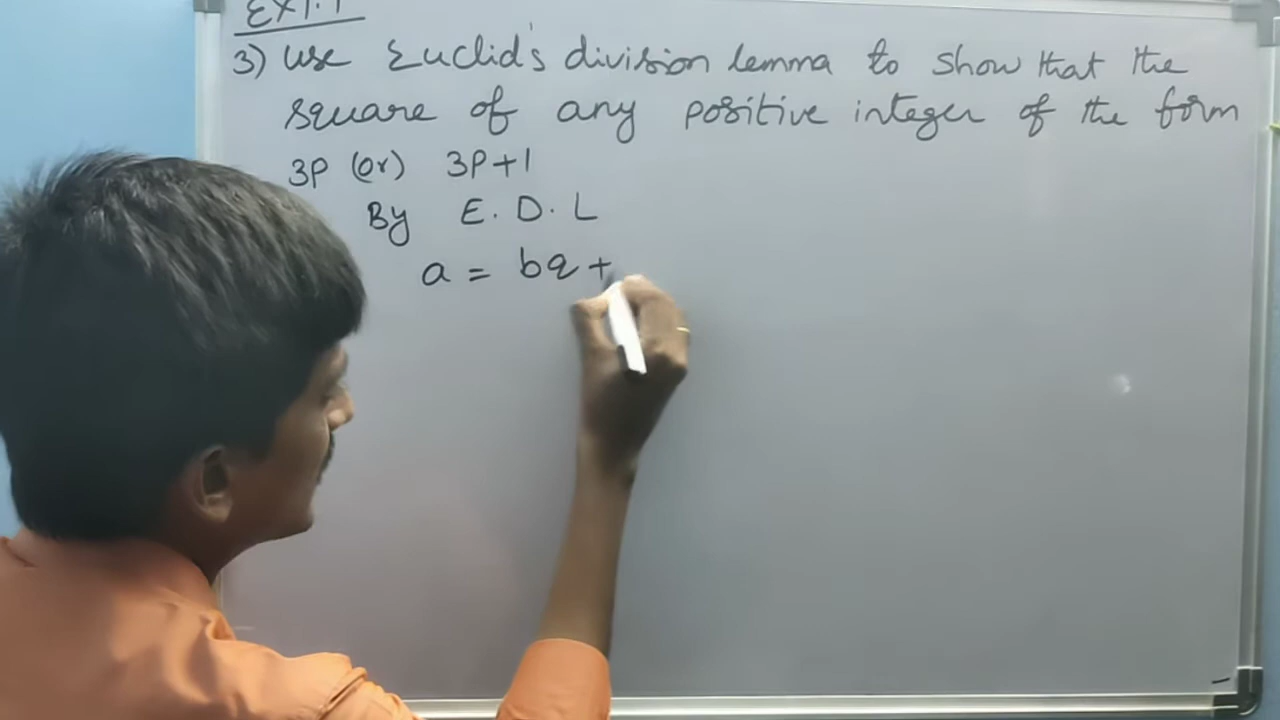 Ex 1.1
3) Use Euclid's division lemma to show that the
square of any positive integer of the form
3p (or) 3p+1
By E. D. L
a = bq +